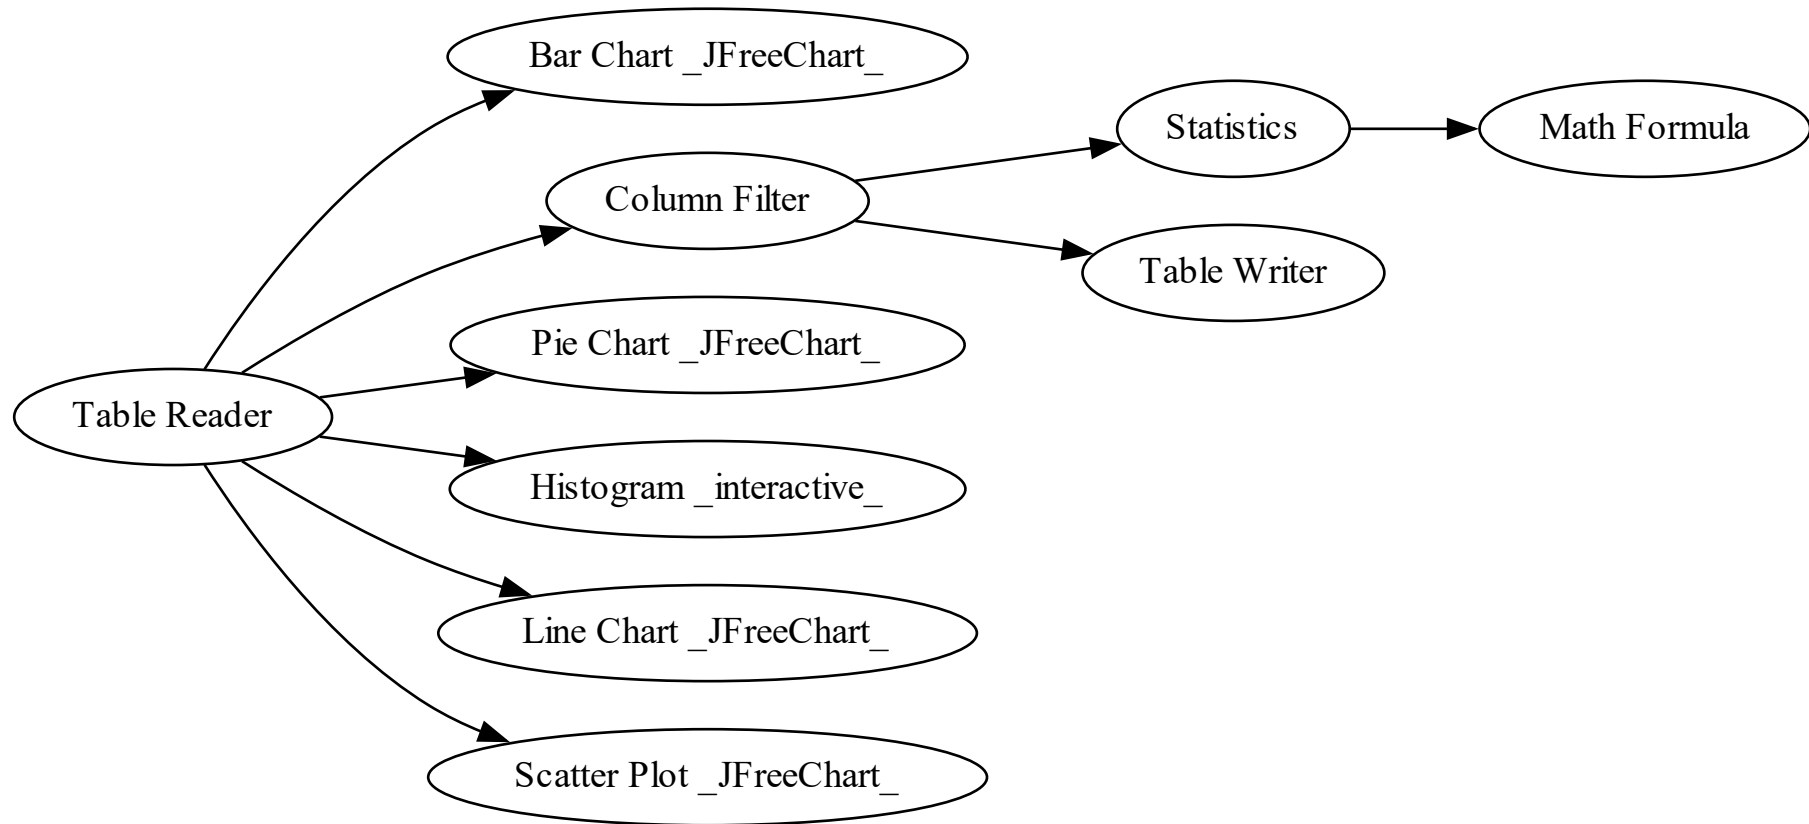 Bar Chart _JFreeChart_
Statistics
Math Formula
Column Filter
Table Writer
Pie Chart _JFreeChart_
Table Reader
Histogram _interactive_
Line Chart _JFreeChart_
Scatter Plot _JFreeChart_